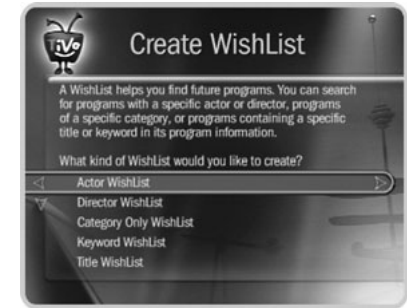 TiVo
Create WishList
A WishList helps you find future programs. You can search
for programs with a specific actor or director, programs
of a specific category, or programs containing a specific
title or keyword in its program information.
What kind of WishList would you like to create?
Actor WishList
Director WishList
Category Only WishList
Keyword WishList
Title WishList